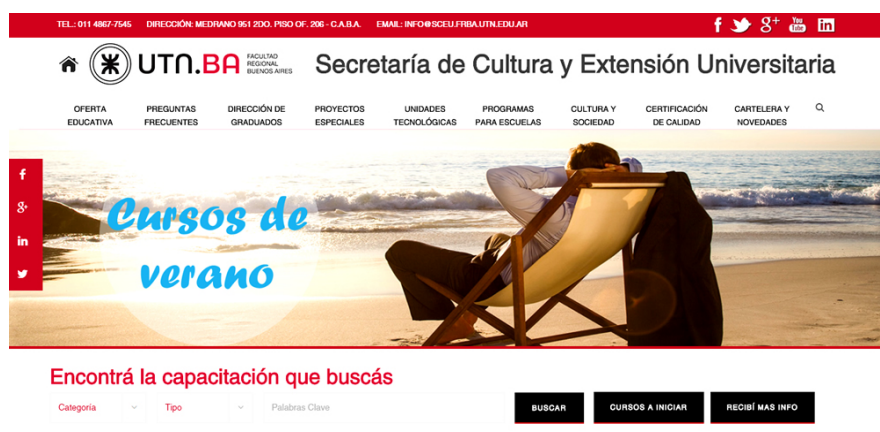 TEL.: 011 4867-7545 DIRECCIÓN: MEDRANO 951 2DO. PISO OF. 206 - C.A.B.A. EMAIL: INFO@SCEU.FRBA.UTN.EDU.AR
You Tube
UTN.BA FACULTAD REGIONAL BUENOS AIRES Secretaría de Cultura y Extensión Universitaria
OFERTA EDUCATIVA
PREGUNTAS FRECUENTES
DIRECCIÓN DE GRADUADOS
PROYECTOS ESPECIALES
UNIDADES TECNOLÓGICAS
PROGRAMAS PARA ESCUELAS
CULTURA Y SOCIEDAD
CERTIFICACIÓN DE CALIDAD
CARTELERA Y NOVEDADES
Cursos de
verano
Encontrá la capacitación que buscás
Categoría Tipo Palabras Clave BUSCAR CURSOS A INICIAR RECIBÍ MAS INFO